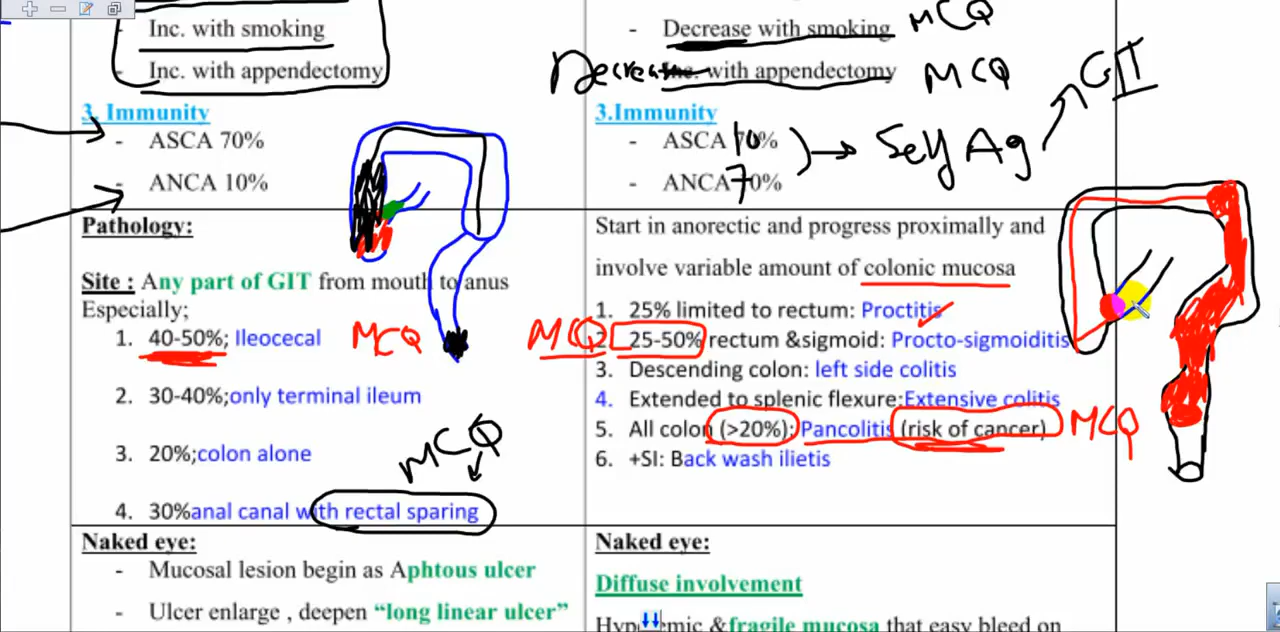 Inc. with smoking
Inc. with appendectomy
3. Immunity
- ASCA 70%
- ANCA 10%
Pathology:
Site : Any part of GIT from mouth to anus
Especially;
1. 40-50%; Ileocecal MCQ
2. 30-40%;only terminal ileum
3. 20%;colon alone
MCQ
4. 30%anal canal with rectal sparing
Naked eye:
- Mucosal lesion begin as Aphtous ulcer
- Ulcer enlarge , deepen “long linear ulcer”
- Decrease with smoking MCQ
Decrease with appendectomy MCQ
3.Immunity
- ASCA 10%
- ANCA 70%
Self Ag
GIT
Start in anorectic and progress proximally and
involve variable amount of colonic mucosa
1. 25% limited to rectum: Proctitis
MCQ 2. 25-50% rectum &sigmoid: Procto-sigmoiditis
3. Descending colon: left side colitis
4. Extended to splenic flexure:Extensive colitis
5. All colon (>20%): Pancolitis (risk of cancer) MCQ
6. +SI: Back wash ilietis
Naked eye:
Diffuse involvement
&fragile mucosa that easy bleed on